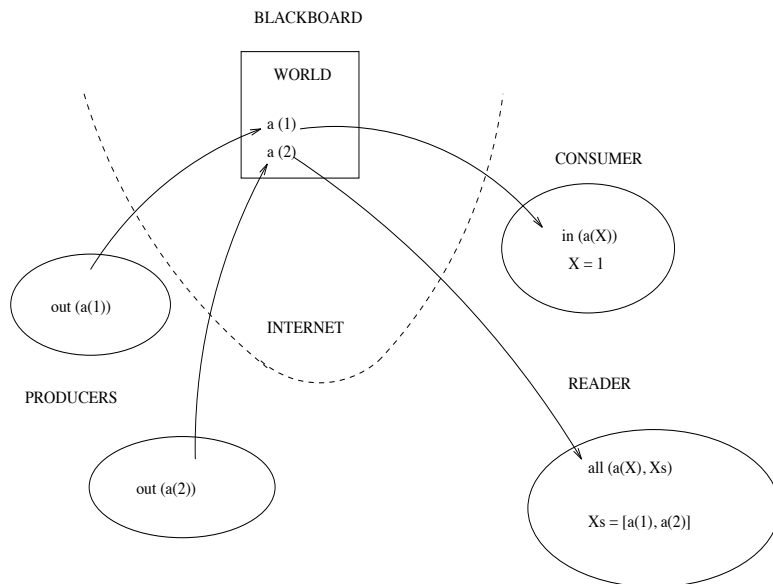 BLACKBOARD
WORLD
a (1)
a (2)
CONSUMER
in (a(X))
X = 1
out (a(1))
INTERNET
PRODUCERS
READER
out (a(2))
all (a(X), Xs)
Xs = [a(1), a(2)]